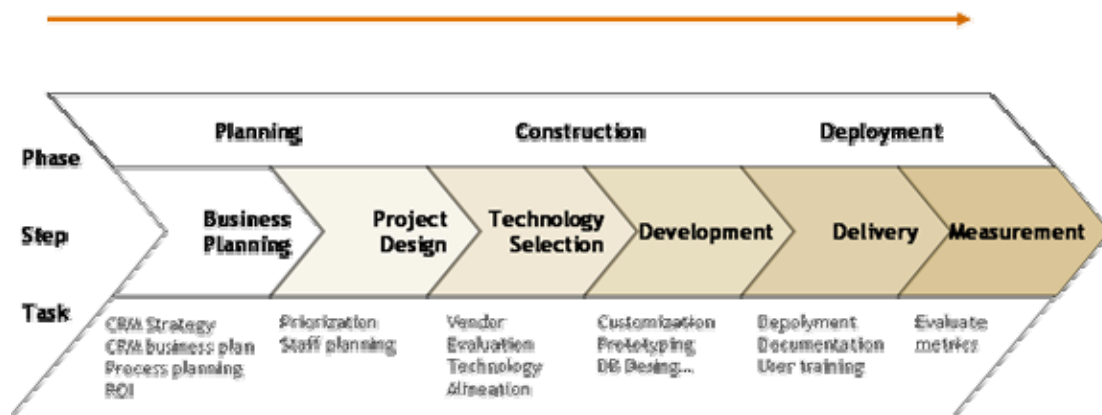 Planning Construction Deployment
Phase
Step
Business Planning
Project Design
Technology Selection
Development
Delivery
Measurement
Task
CRM Strategy
CRM business plan
Process planning
ROI
Priorization
Staff planning
Vendor
Evaluation
Technology
Alineation
Customization
Prototyping
DB Desing...
Depolyment
Documentation
User training
Evaluate
metrics